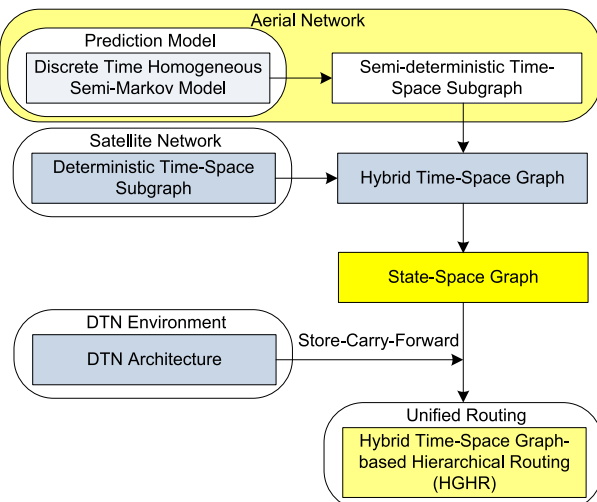 Aerial Network
Prediction Model
Discrete Time Homogeneous
Semi-Markov Model
Semi-deterministic Time-
Space Subgraph
Satellite Network
Deterministic Time-Space
Subgraph
Hybrid Time-Space Graph
State-Space Graph
DTN Environment
DTN Architecture
Store-Carry-Forward
Unified Routing
Hybrid Time-Space Graph-
based Hierarchical Routing
(HGHR)